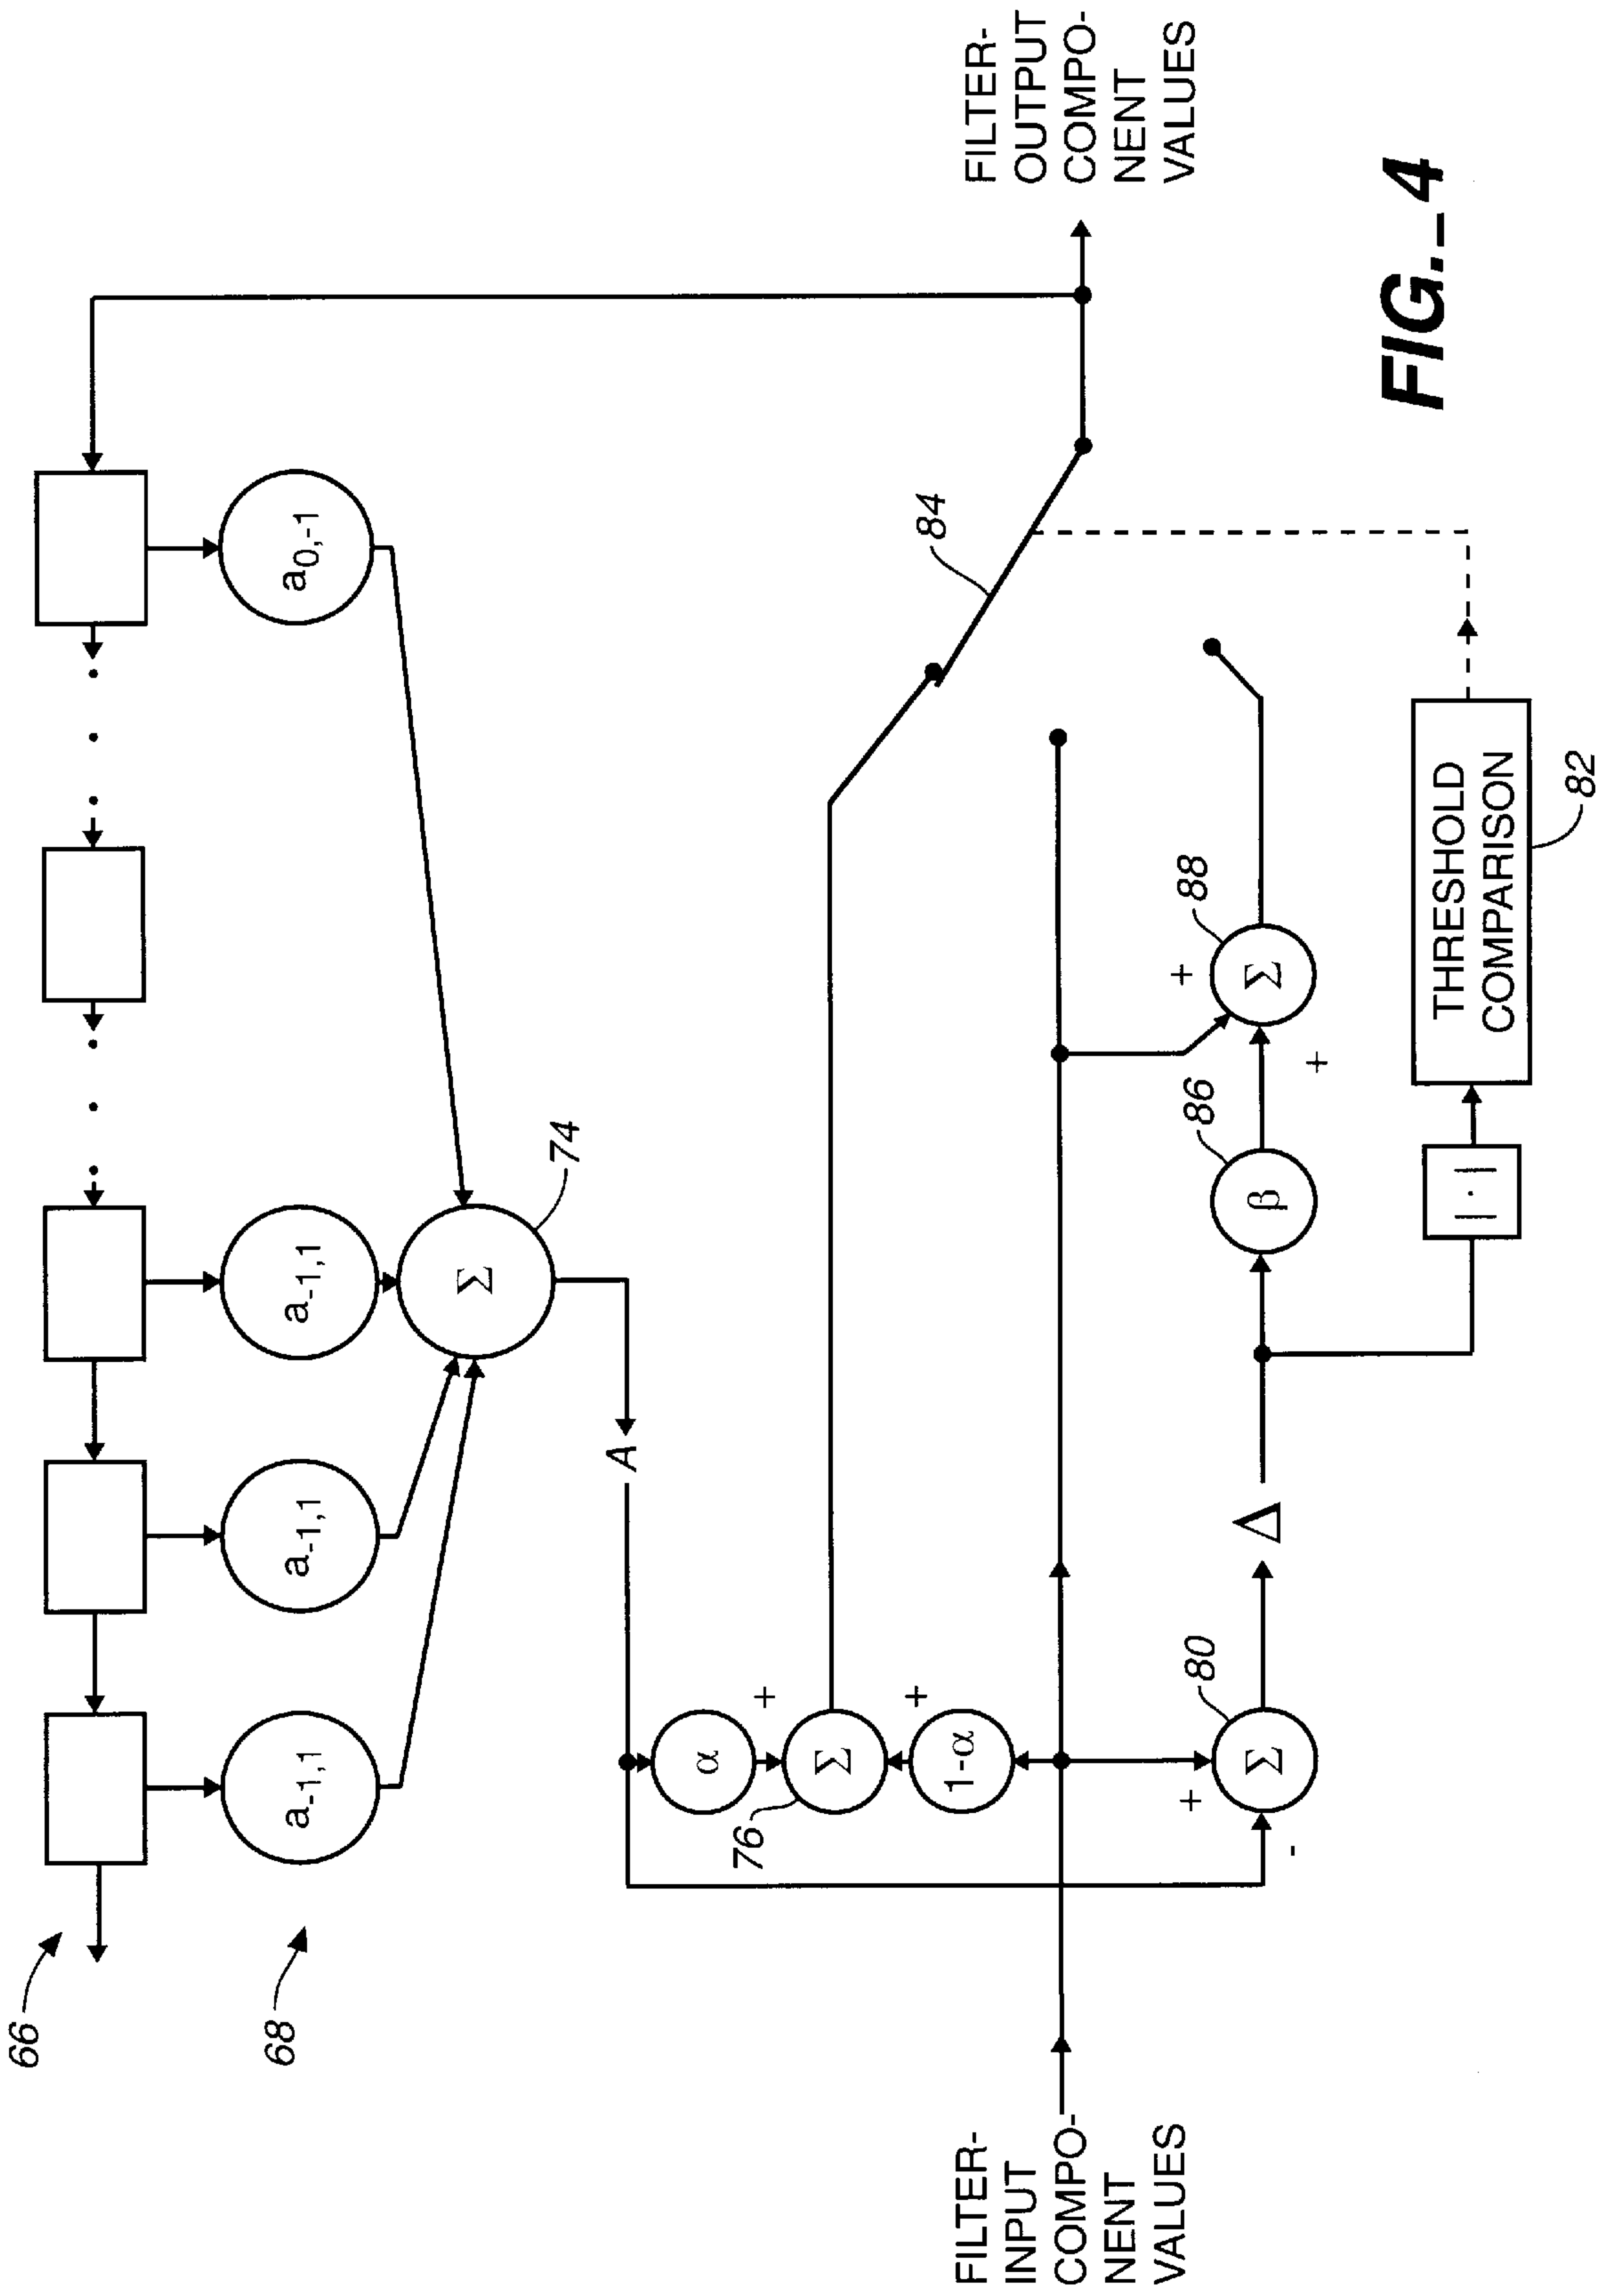 66
68
a-1,1
a-1,1
a-1,1
a0,-1
Σ
74
A
α
+
Σ
76
+
1-α
84
FILTER-
INPUT
COMPO-
NENT
VALUES
FILTER-
OUTPUT
COMPO-
NENT
VALUES
+
-
Σ
80
Δ
β
86
+
+
Σ
88
|·|
THRESHOLD
COMPARISON
82
FIG._4